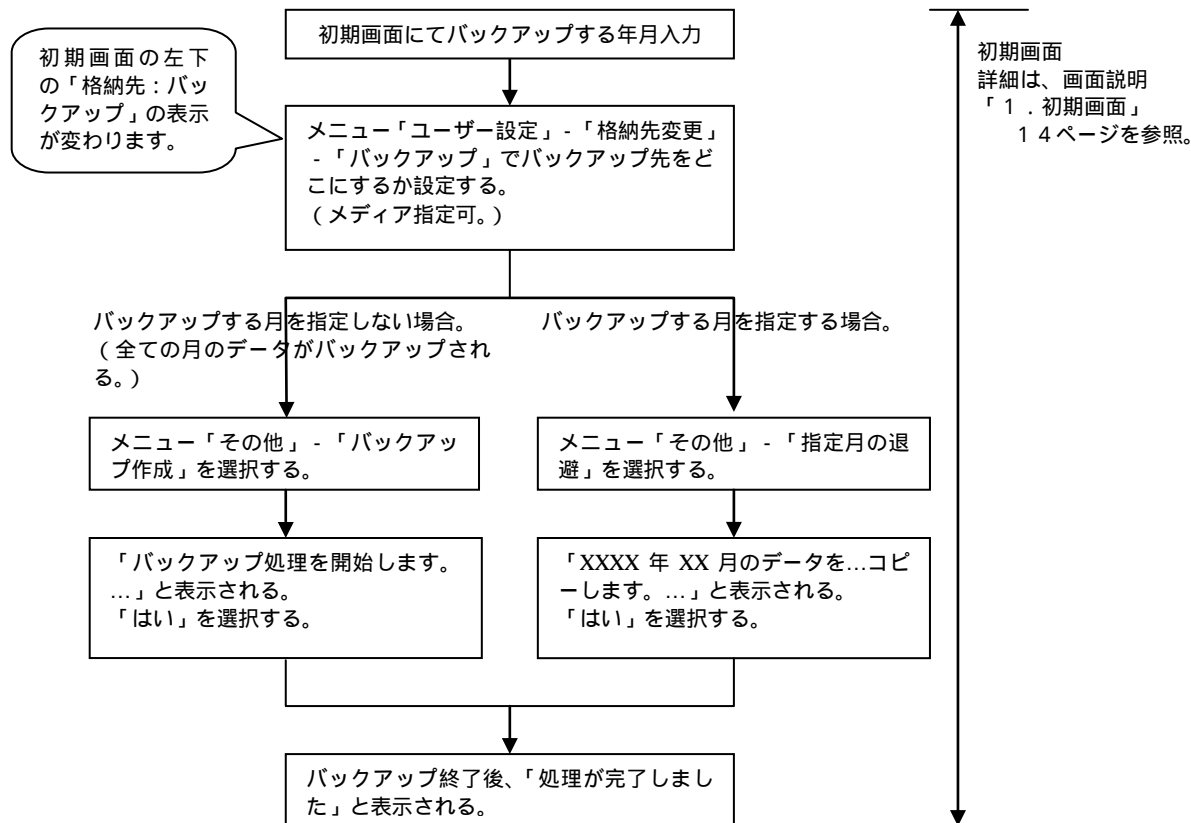 初期画面にてバックアップする年月入力
初期画面の左下
の「格納先：バッ
クアップ」の表示
が変わります。
初期画面
詳細は、画面説明
「１．初期画面」
１４ページを参照。
メニュー「ユーザー設定」-「格納先変更」
-「バックアップ」でバックアップ先をど
こにするか設定する。
（メディア指定可。）
バックアップする月を指定しない場合。
（全ての月のデータがバックアップされ
る。）
バックアップする月を指定する場合。
メニュー「その他」-「バックアッ
プ作成」を選択する。
メニュー「その他」-「指定月の退
避」を選択する。
「バックアップ処理を開始します。
…」と表示される。
「はい」を選択する。
「XXXX 年 XX 月のデータを…コピ
ーします。…」と表示される。
「はい」を選択する。
バックアップ終了後、「処理が完了しまし
た」と表示される。